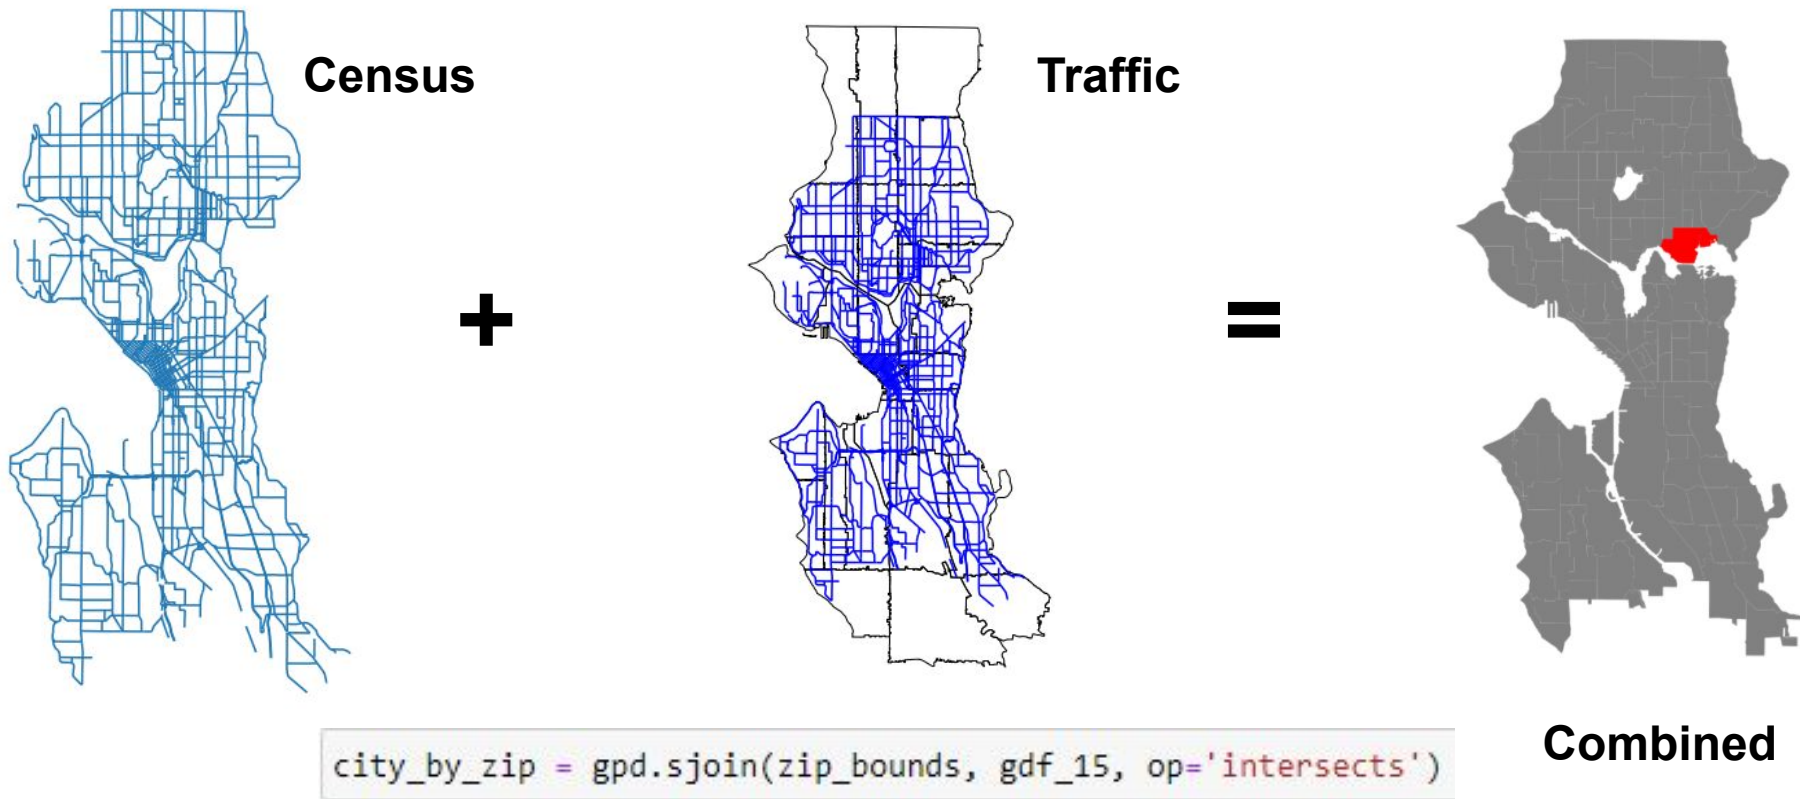 Census
Traffic
+
=
Combined
city_by_zip = gpd.sjoin(zip_bounds, gdf_15, op='intersects')